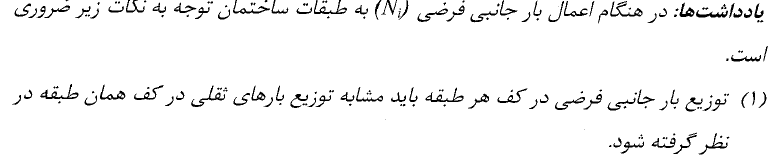 یادداشت‌ها: در هنگام اعمال بار جانبی فرضی (Nᵢ) به طبقات ساختمان توجه به نکات زیر ضروری
است.
(۱) توزیع بار جانبی فرضی در کف هر طبقه باید مشابه توزیع بارهای ثقلی در کف همان طبقه در
نظر گرفته شود.